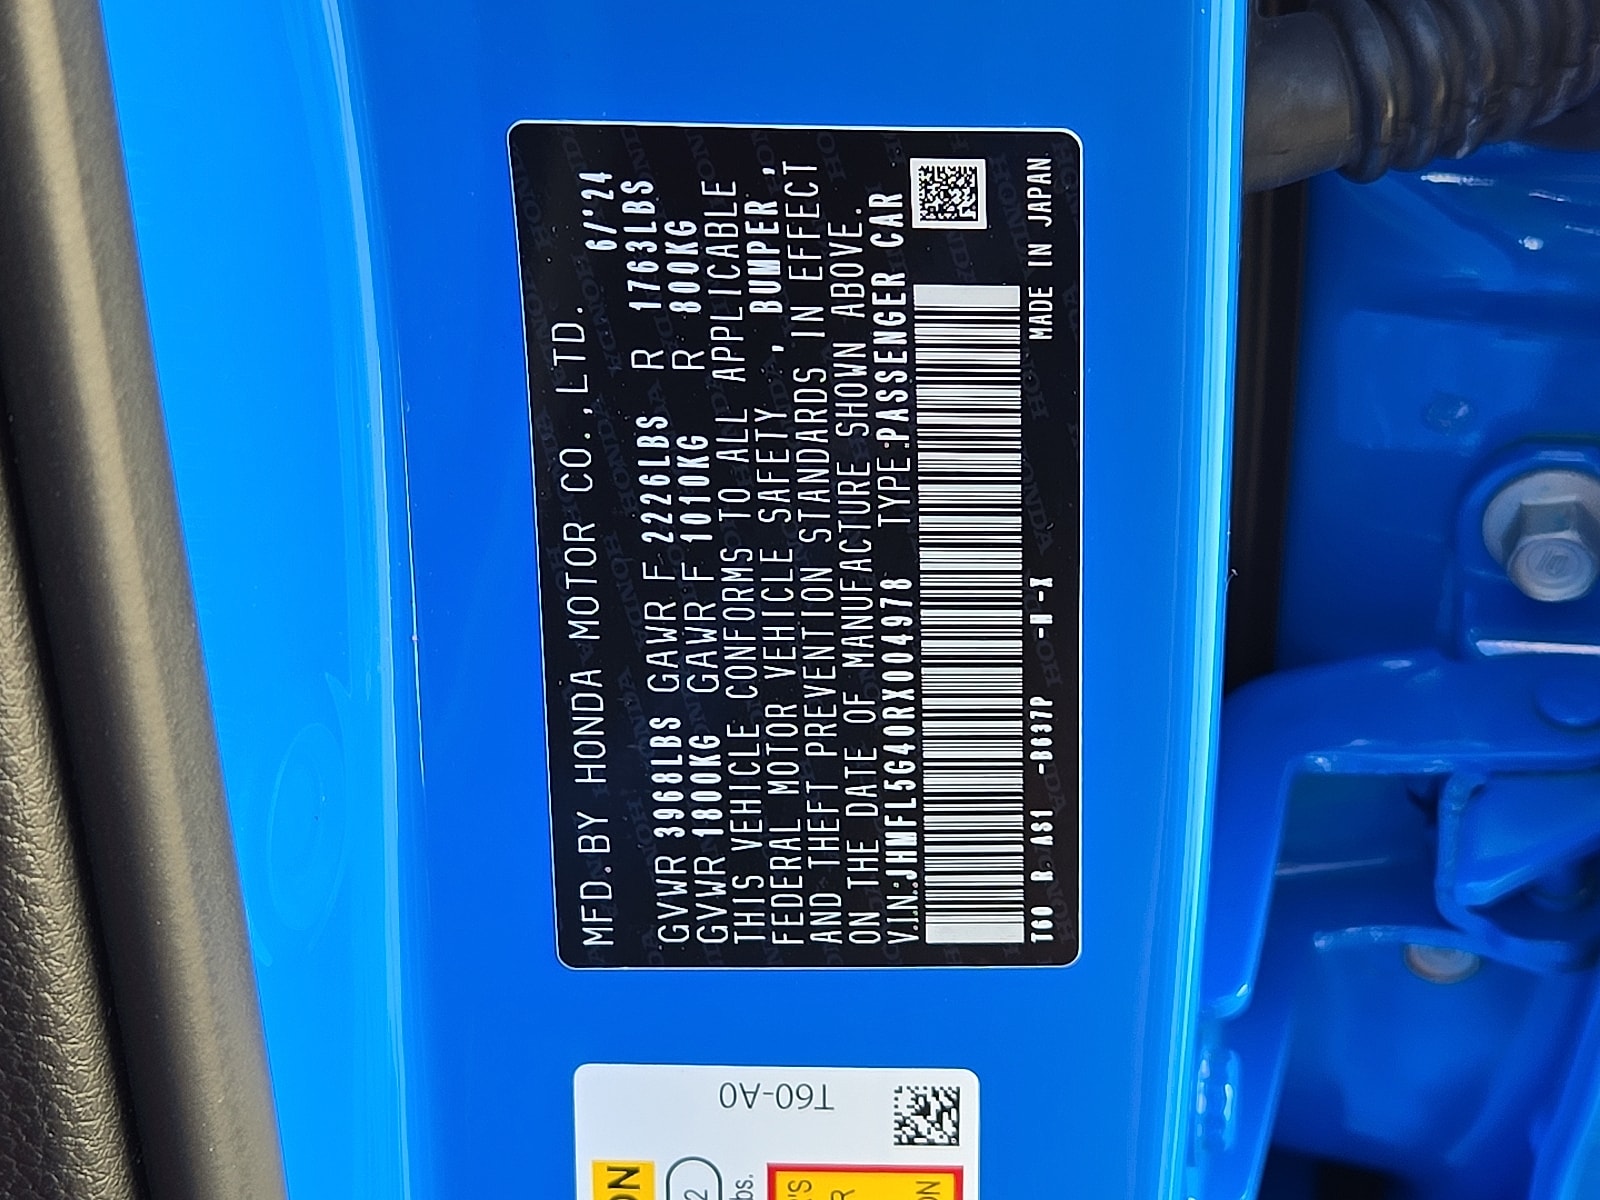 MFD.BY HONDA MOTOR CO.,LTD. 6/'24
GVWR 3968LBS GAWR F 2226LBS R 1763LBS
GVWR 1800KG GAWR F 1010KG R 800KG
THIS VEHICLE CONFORMS TO ALL APPLICABLE
FEDERAL MOTOR VEHICLE SAFETY , BUMPER ,
AND THEFT PREVENTION STANDARDS IN EFFECT
ON THE DATE OF MANUFACTURE SHOWN ABOVE.
V.I.N.:JHMFL5G40RX004978 TYPE:PASSENGER CAR
T60 R. AS1 -B637P -N -X MADE IN JAPAN
T60-A0